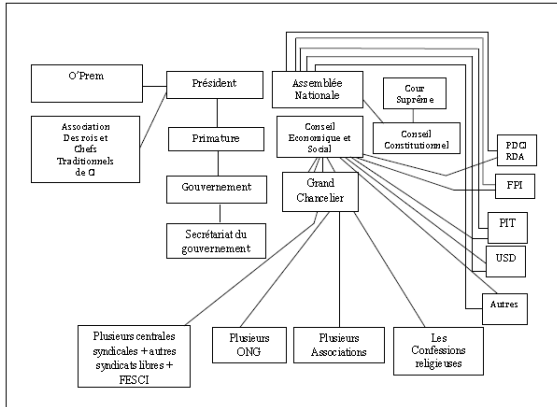 O'Prem
Président
Assemblée
Nationale
Cour
Suprême
Association
Des rois et
Chefs
Traditionnels
de CI
Primature
Conseil
Economique et
Social
Conseil
Constitutionnel
PDCI
RDA
Gouvernement
Grand
Chancelier
FPI
Secrétariat du
gouvernement
PIT
USD
Autres
Plusieurs centrales
syndicales + autres
syndicats libres +
FESCI
Plusieurs
ONG
Plusieurs
Associations
Les
Confessions
religieuses